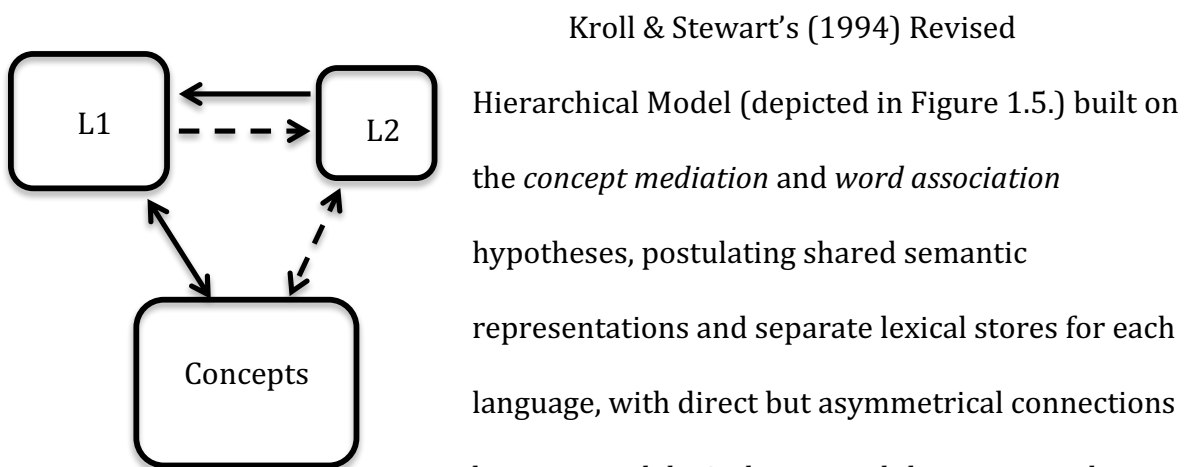 L1
L2
Concepts
Kroll & Stewart’s (1994) Revised
Hierarchical Model (depicted in Figure 1.5.) built on
the concept mediation and word association
hypotheses, postulating shared semantic
representations and separate lexical stores for each
language, with direct but asymmetrical connections